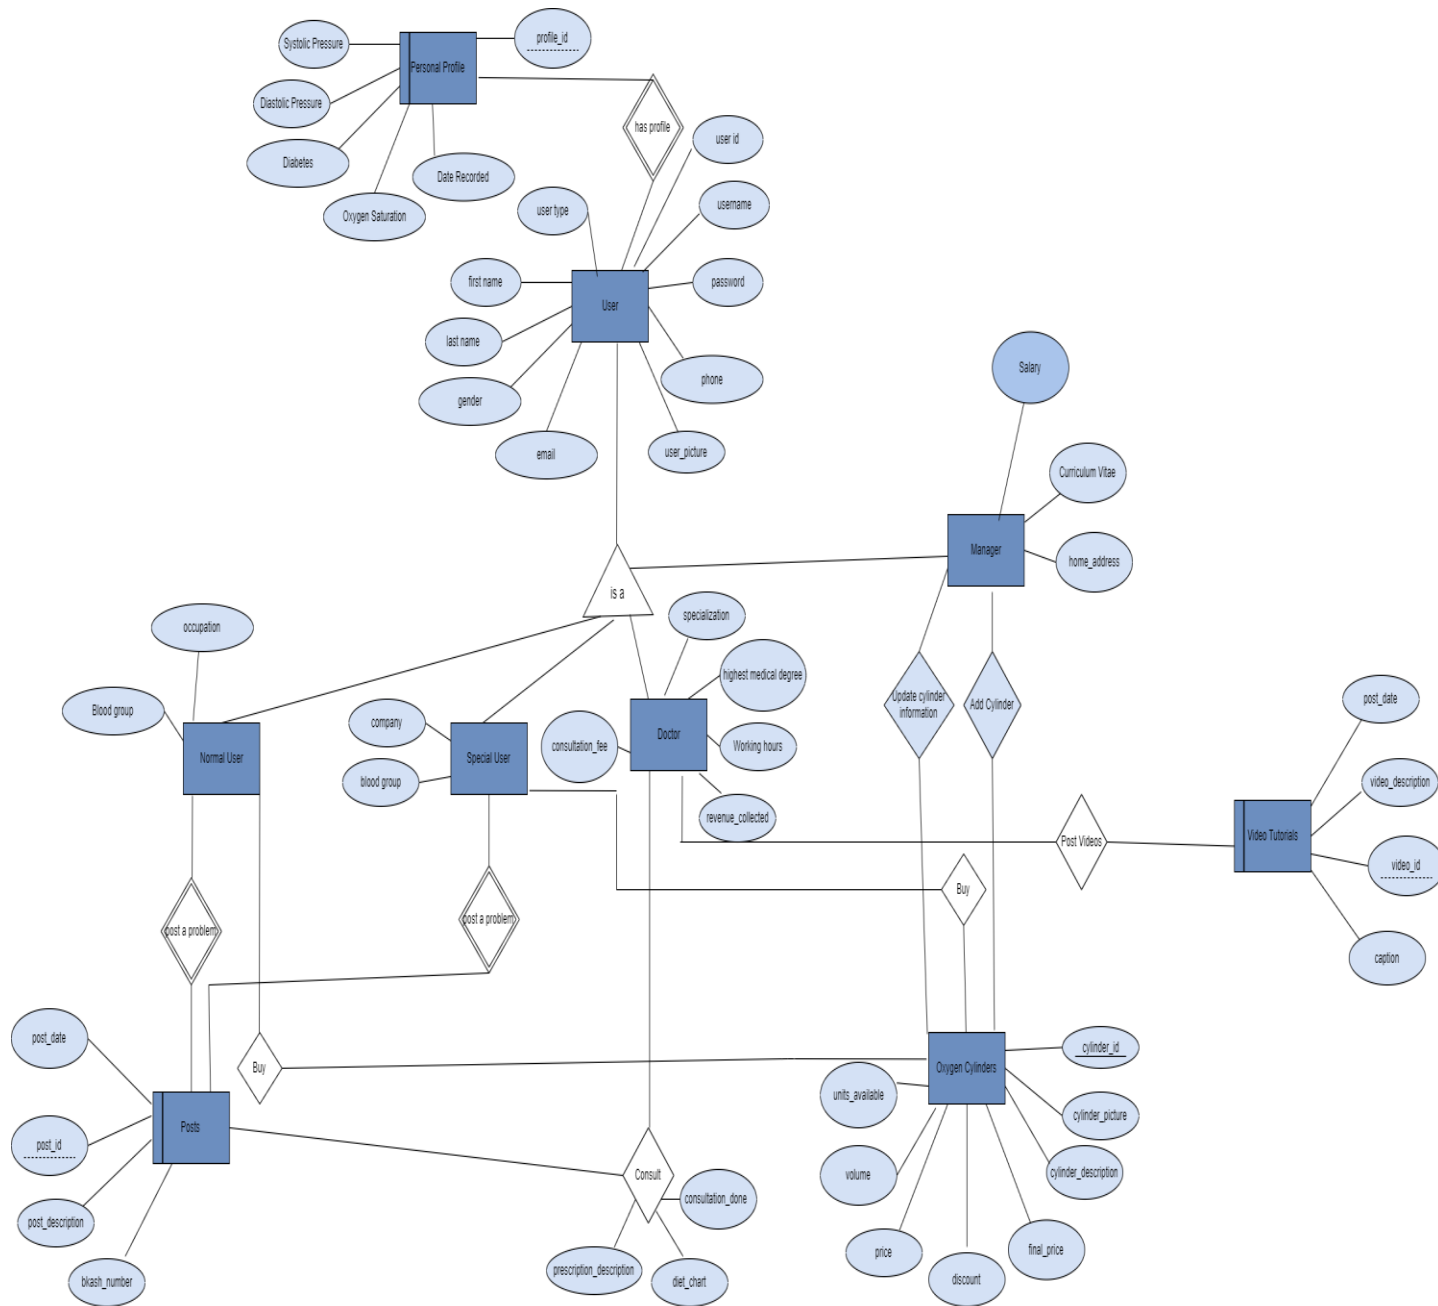 profile_id
Systolic Pressure
Personal Profile
Diastolic Pressure
has profile
user id
Diabetes
Date Recorded
username
user type
Oxygen Saturation
first name
password
User
last name
Salary
phone
gender
email
user_picture
Curriculum Vitae
Manager
home_address
is a
specialization
occupation
highest medical degree
Update cylinder
information
Add Cylinder
post_date
Blood group
company
Doctor
consultation_fee
Working hours
Normal User
Special User
blood group
video_description
revenue_collected
Video Tutorials
Post Videos
video_id
Buy
post a problem
post a problem
caption
post_date
cylinder_id
Buy
Oxygen Cylinders
units_available
cylinder_picture
Posts
post_id
volume
cylinder_description
Consult
consultation_done
post_description
price
final_price
prescription_description
diet_chart
discount
bkash_number